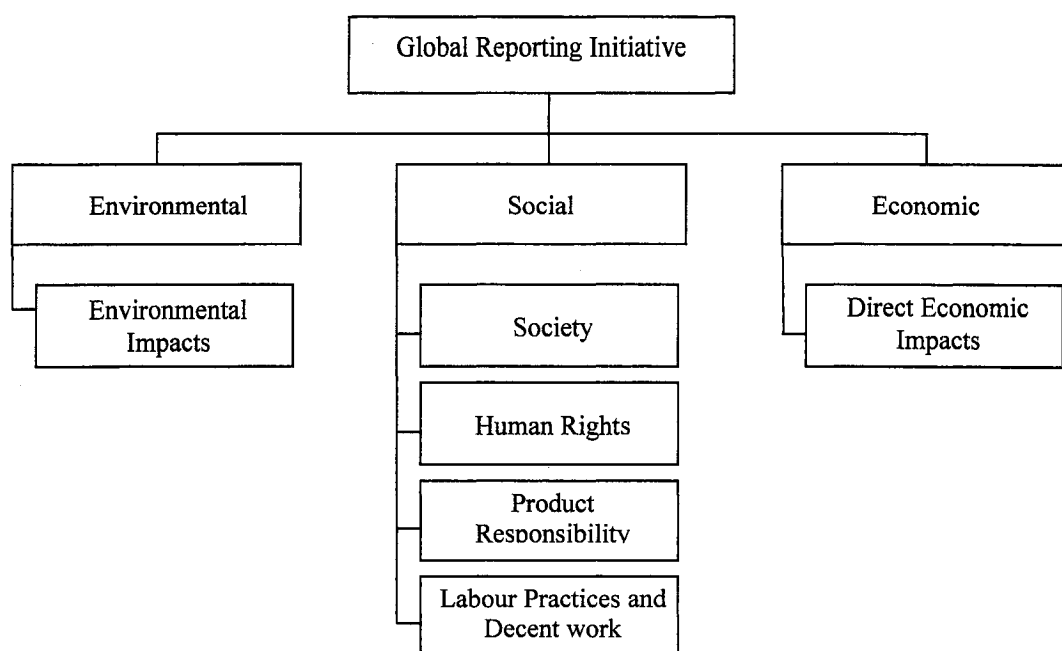 Global Reporting Initiative
Environmental
Social
Economic
Environmental
Impacts
Society
Human Rights
Product
Responsibility
Labour Practices and
Decent work
Direct Economic
Impacts